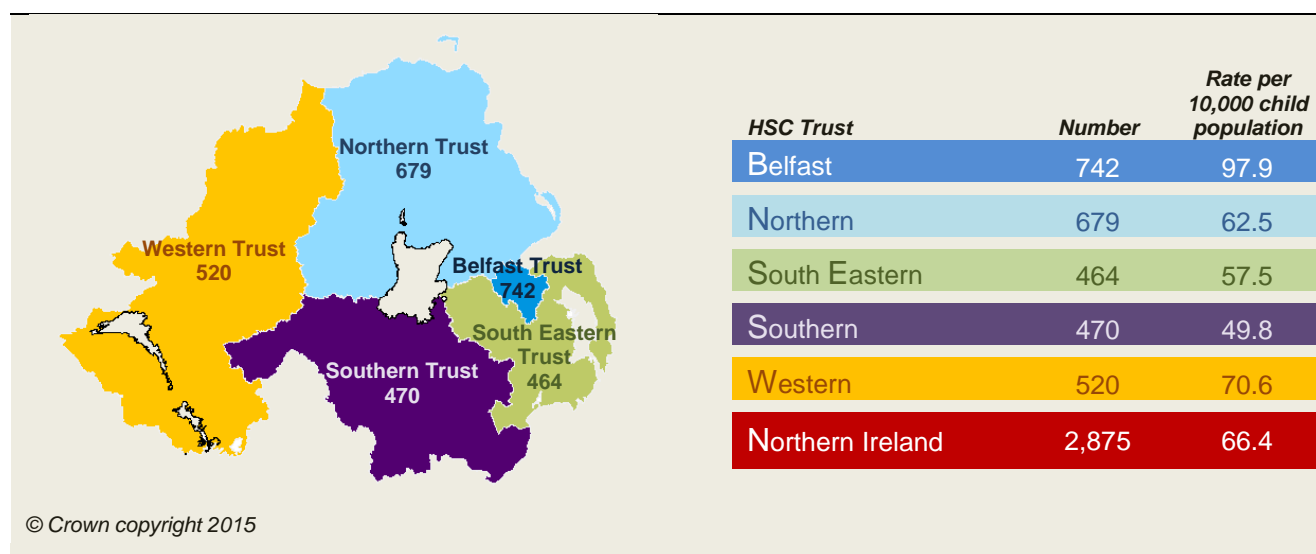 Northern Trust
679
Western Trust
520
Belfast Trust
742
South Eastern
Trust
464
Southern Trust
470
© Crown copyright 2015
HSC Trust Number Rate per
10,000 child
population
Belfast 742 97.9
Northern 679 62.5
South Eastern 464 57.5
Southern 470 49.8
Western 520 70.6
Northern Ireland 2,875 66.4